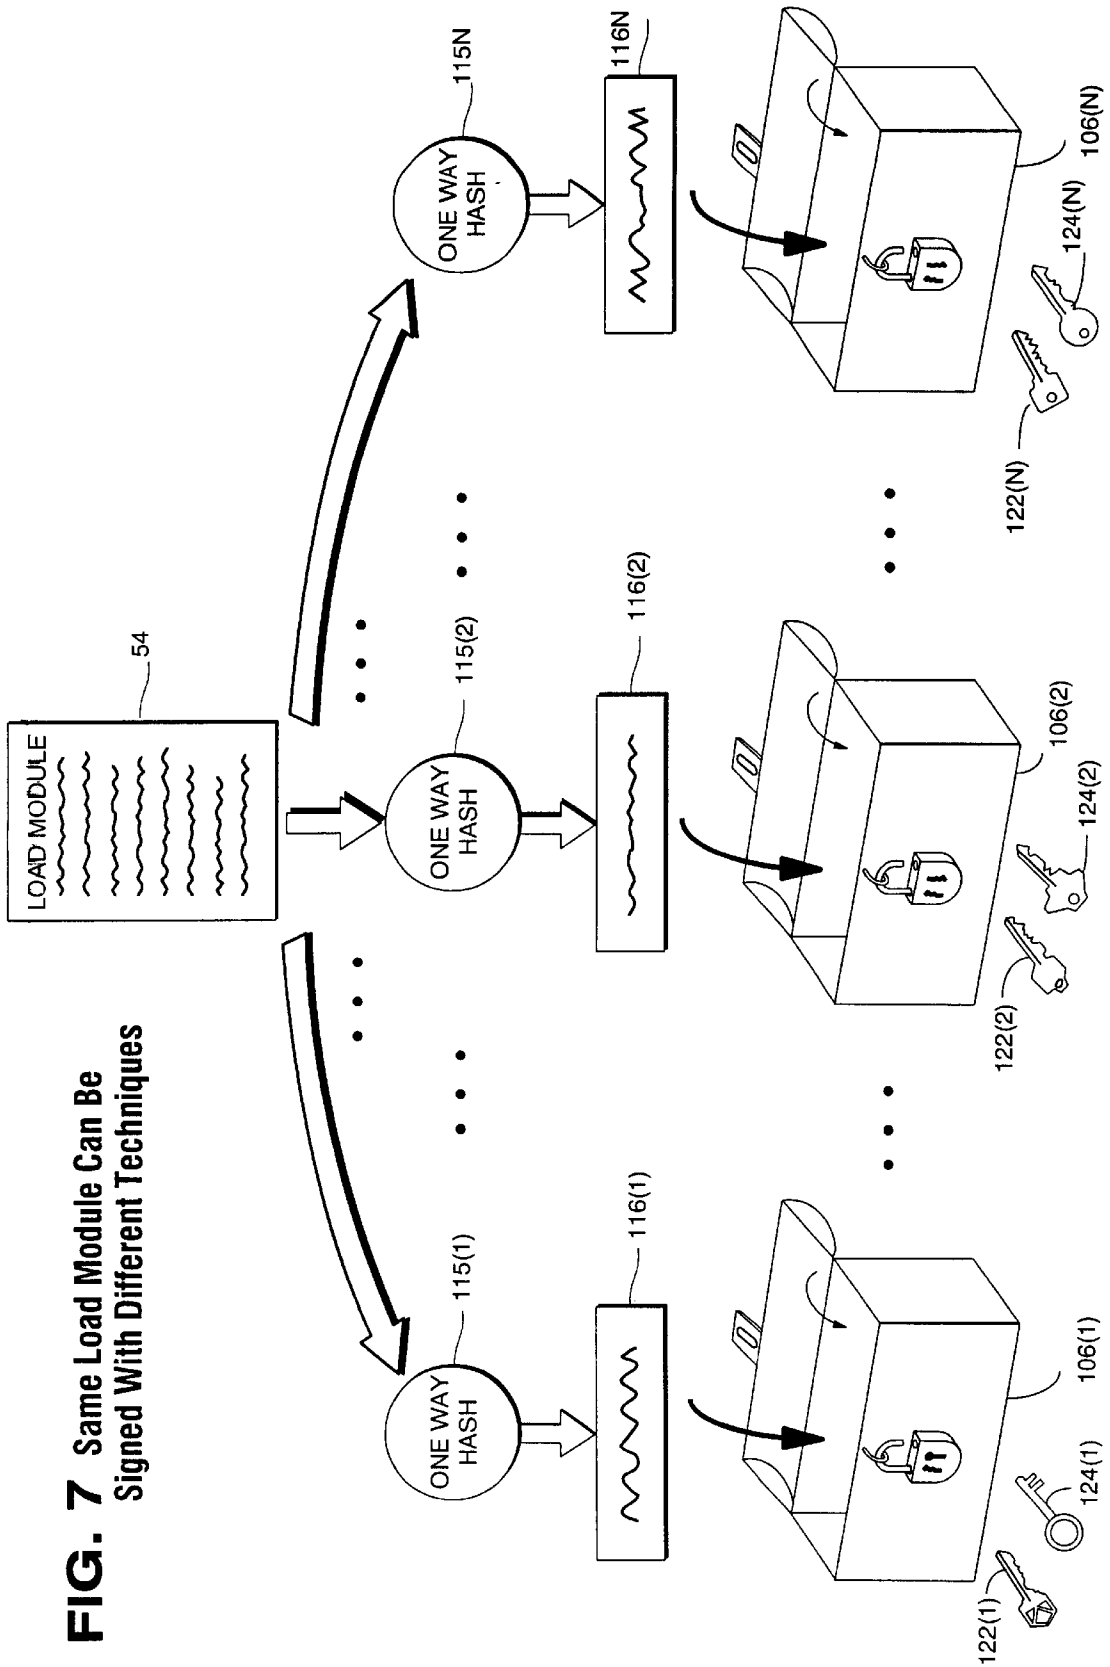 FIG. 7 Same Load Module Can Be
Signed With Different Techniques
LOAD MODULE
54
115(1)
ONE WAY
HASH
115(2)
ONE WAY
HASH
115N
ONE WAY
HASH
116(1)
116(2)
116N
106(1)
122(1)
124(1)
106(2)
122(2)
124(2)
106(N)
122(N)
124(N)